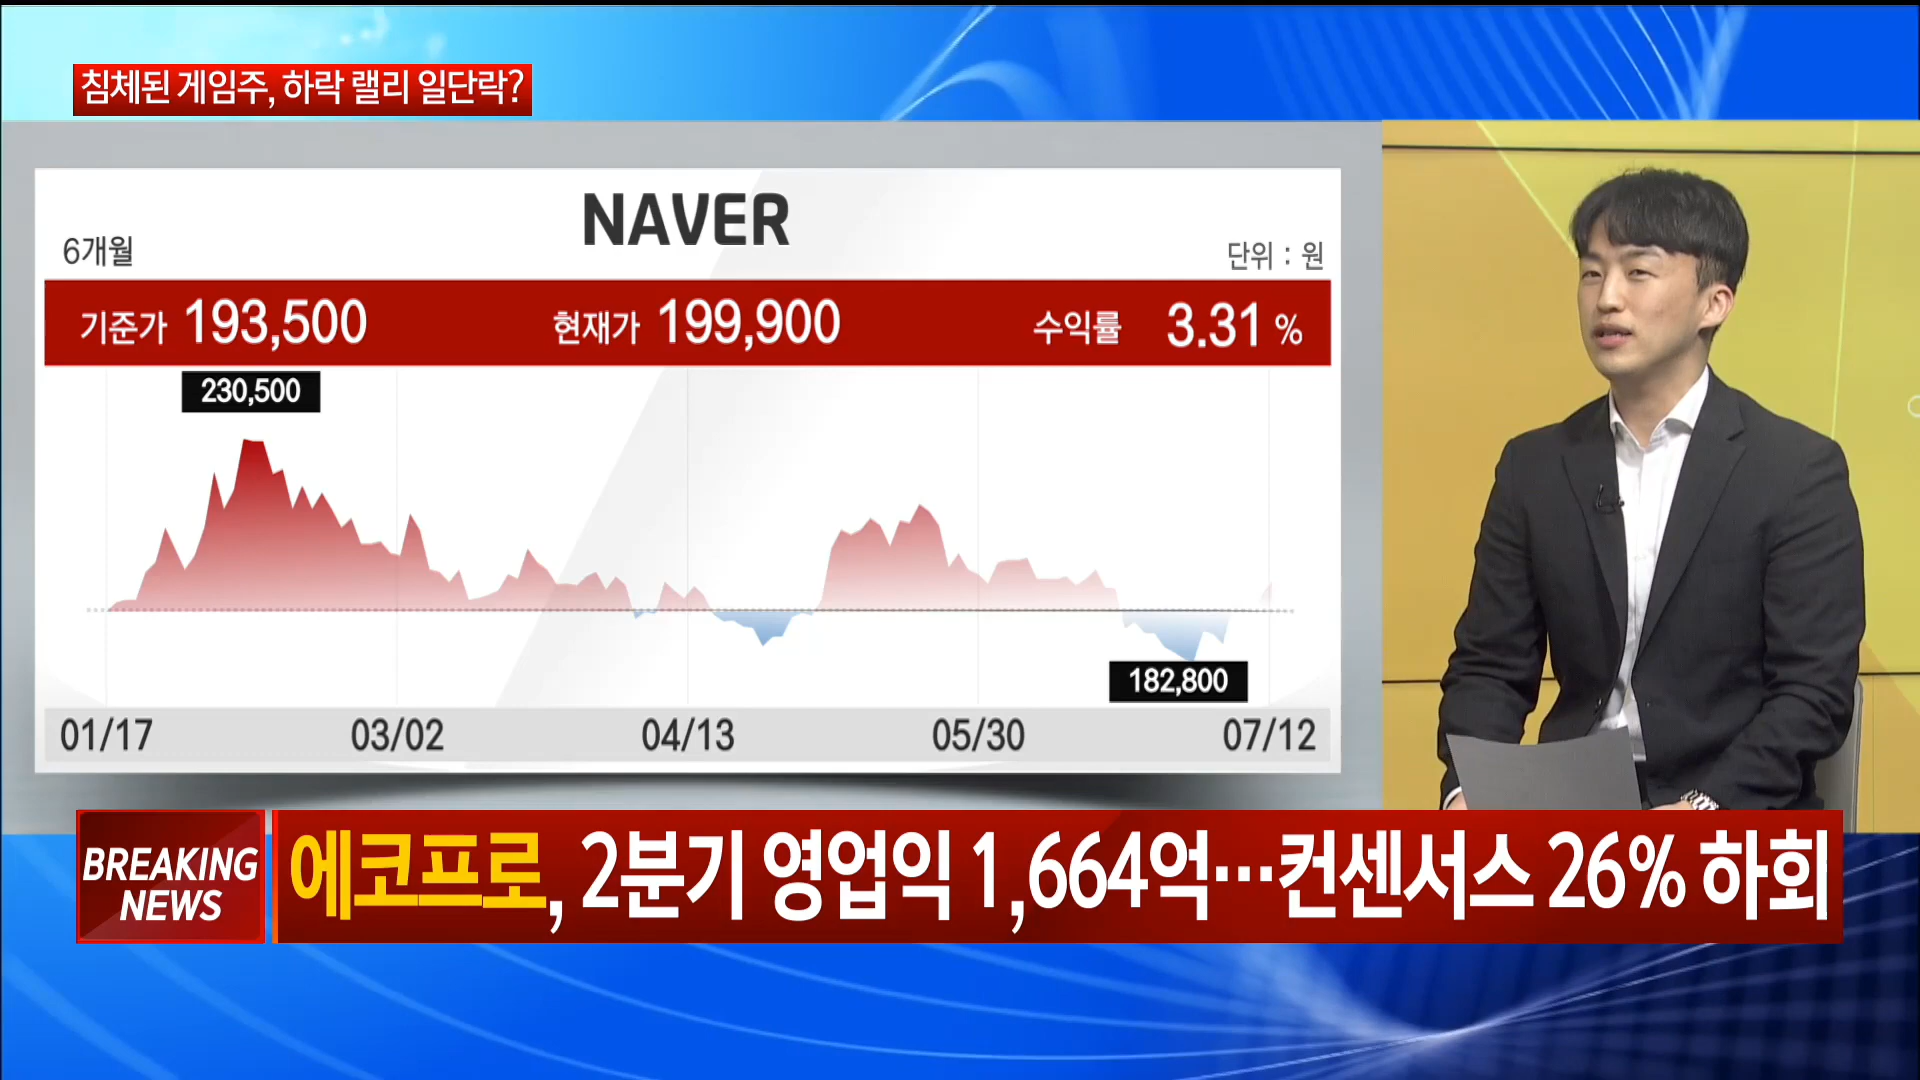 침체된 게임주, 하락 랠리 일단락?
NAVER
6개월
단위 : 원
기준가 193,500 현재가 199,900 수익률 3.31 %
230,500
182,800
01/17 03/02 04/13 05/30 07/12
BREAKING
NEWS
에코프로, 2분기 영업익 1,664억…컨센서스 26% 하회